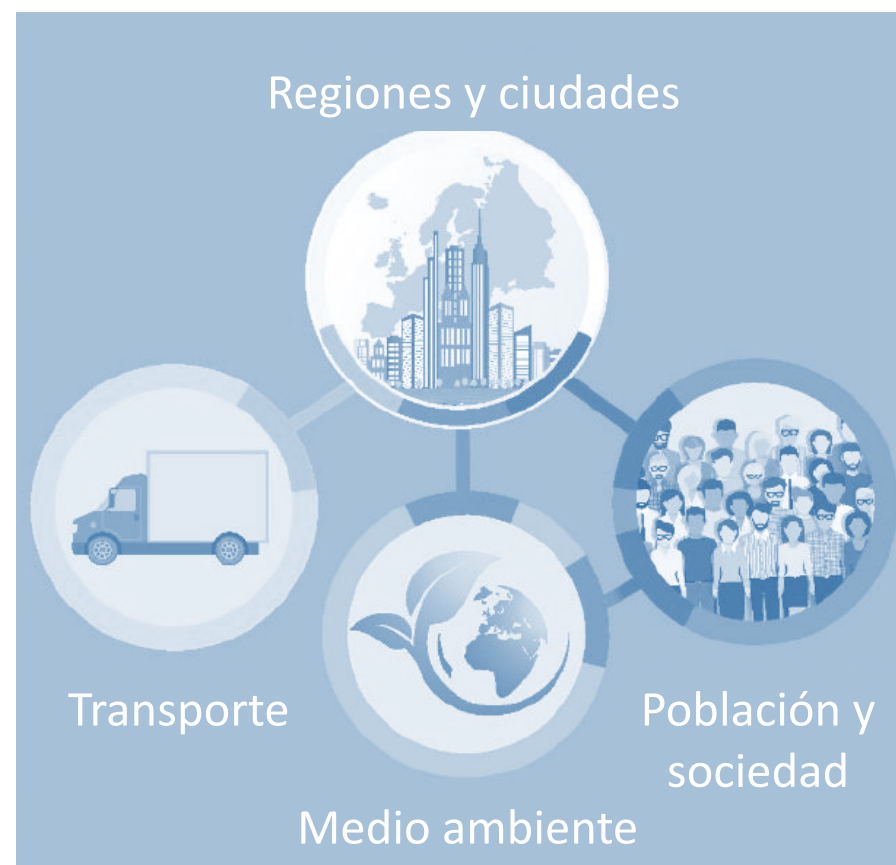 Regiones y ciudades
Transporte
Población y
sociedad
Medio ambiente